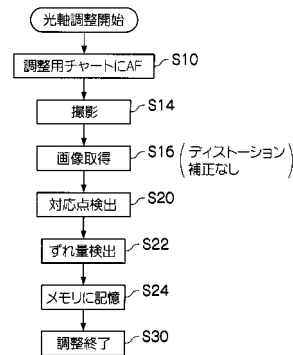 光軸調整開始
調整用チャートにAF S10
撮影 S14
画像取得 S16 (ディストーション
補正なし)
対応点検出 S20
ずれ量検出 S22
メモリに記憶 S24
調整終了 S30